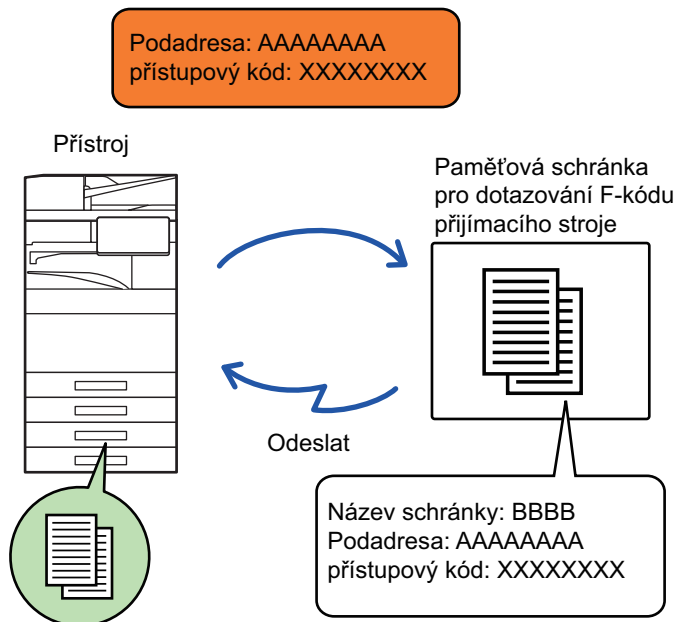 Podadresa: AAAAAAAA
přístupový kód: XXXXXXXX
Přístroj
Paměťová schránka
pro dotazování F-kódu
přijímacího stroje
Odeslat
Název schránky: BBBB
Podadresa: AAAAAAAA
přístupový kód: XXXXXXXX